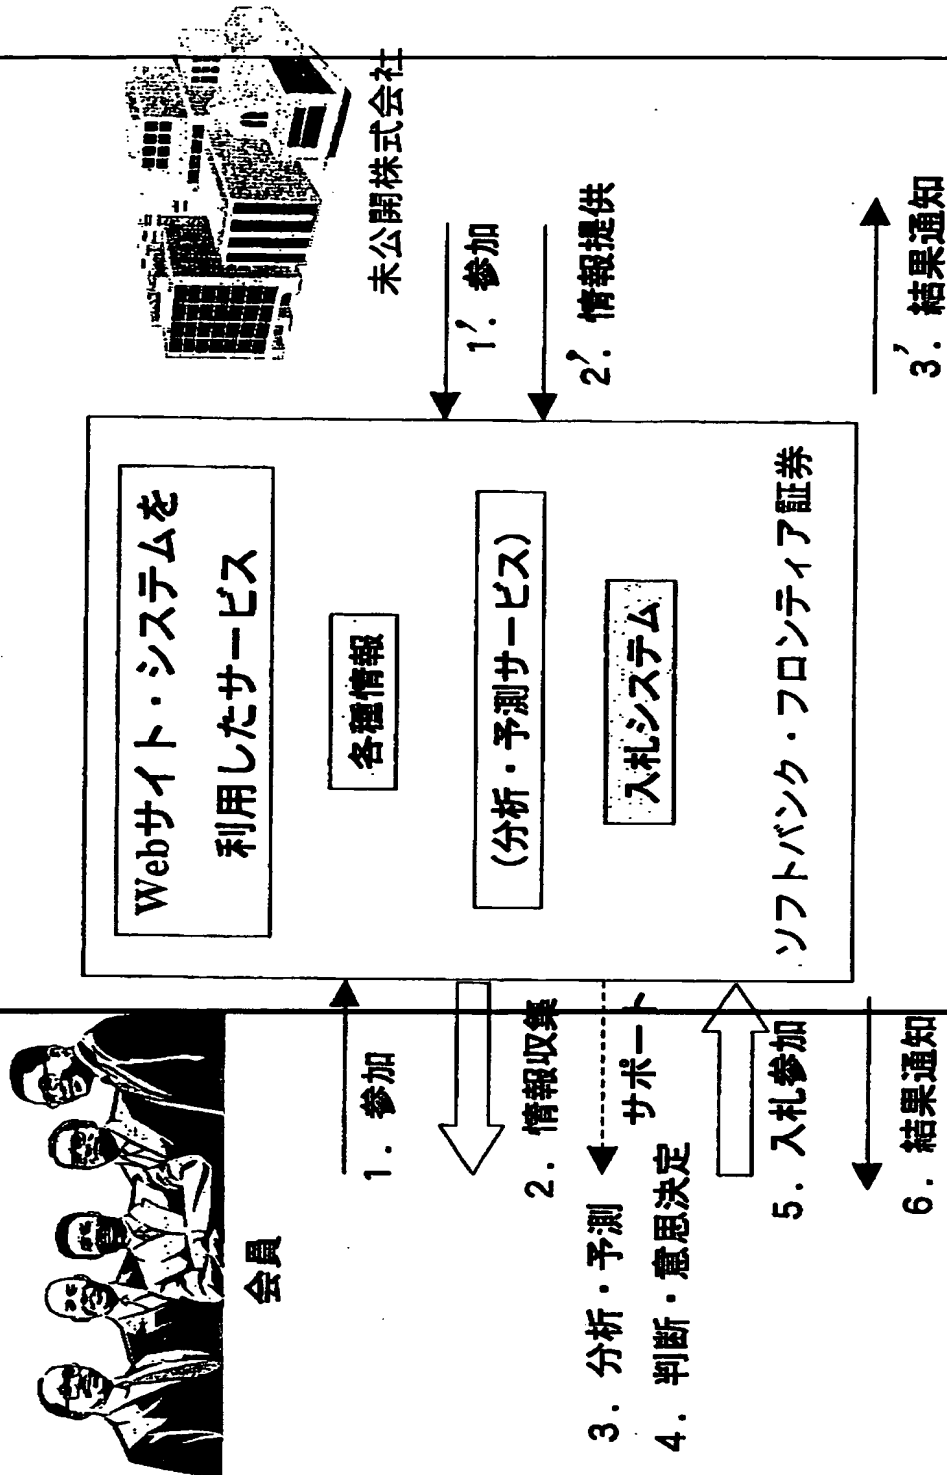 会員
1. 参加
2. 情報収集
サポート
3. 分析・予測
4. 判断・意思決定
5. 入札参加
6. 結果通知
Webサイト・システムを
利用したサービス
各種情報
(分析・予測サービス)
入札システム
ソフトバンク・フロンティア証券
未公開株式会社
1'. 参加
2'. 情報提供
3'. 結果通知